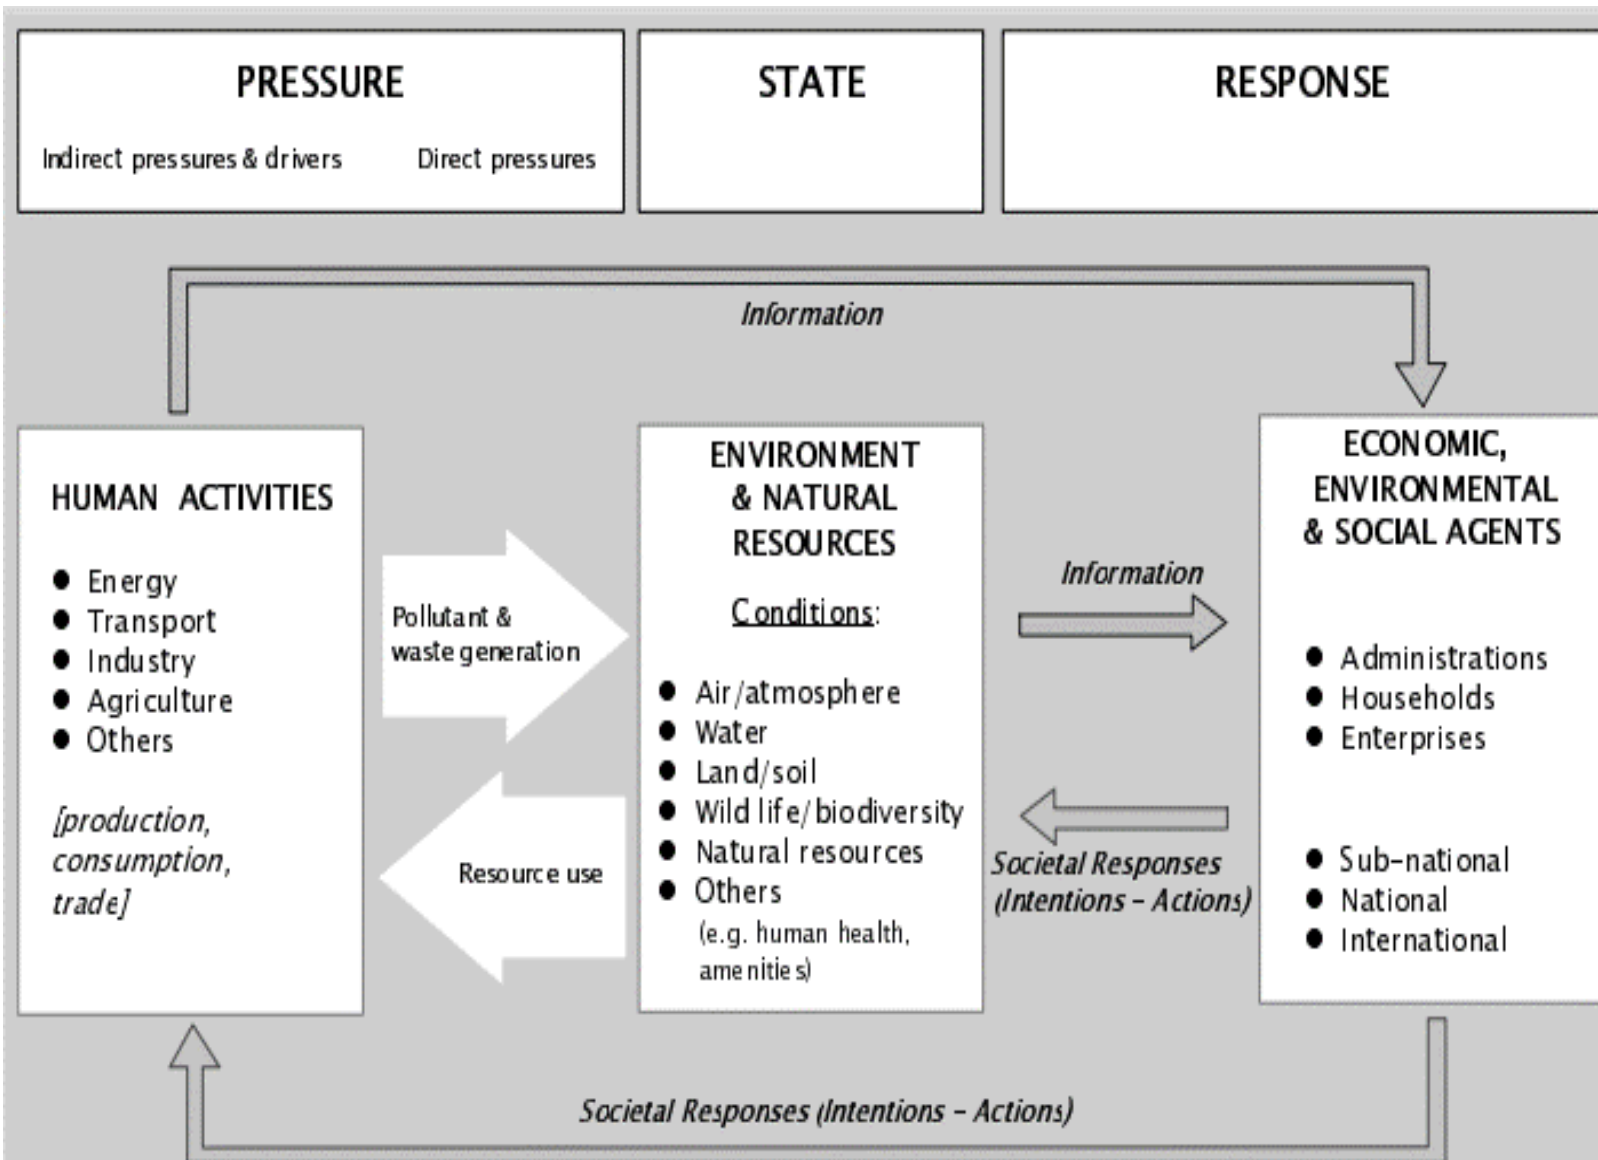 PRESSURE
Indirect pressures & drivers
Direct pressures
STATE
RESPONSE
Information
HUMAN ACTIVITIES
● Energy
● Transport
● Industry
● Agriculture
● Others
[production,
consumption,
trade]
Pollutant &
waste generation
Resource use
ENVIRONMENT
& NATURAL
RESOURCES
Conditions:
● Air/atmosphere
● Water
● Land/soil
● Wild life/biodiversity
● Natural resources
● Others
(e.g. human health,
amenities)
Information
Societal Responses
(Intentions – Actions)
ECONOMIC,
ENVIRONMENTAL
& SOCIAL AGENTS
● Administrations
● Households
● Enterprises
● Sub-national
● National
● International
Societal Responses (Intentions – Actions)